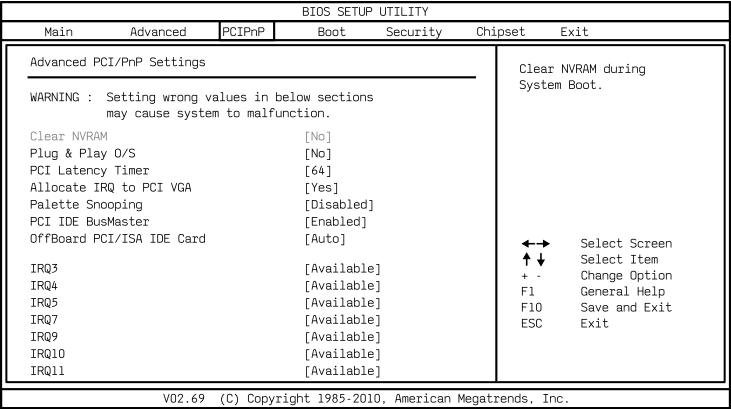 BIOS SETUP UTILITY
Main Advanced PCIPnP Boot Security Chipset Exit
Advanced PCI/PnP Settings
WARNING : Setting wrong values in below sections
may cause system to malfunction.
Clear NVRAM [No]
Plug & Play O/S [No]
PCI Latency Timer [64]
Allocate IRQ to PCI VGA [Yes]
Palette Snooping [Disabled]
PCI IDE BusMaster [Enabled]
OffBoard PCI/ISA IDE Card [Auto]
IRQ3 [Available]
IRQ4 [Available]
IRQ5 [Available]
IRQ7 [Available]
IRQ9 [Available]
IRQ10 [Available]
IRQ11 [Available]
Clear NVRAM during
System Boot.
←→ Select Screen
↑↓ Select Item
+ - Change Option
F1 General Help
F10 Save and Exit
ESC Exit
V02.69 (C) Copyright 1985-2010, American Megatrends, Inc.